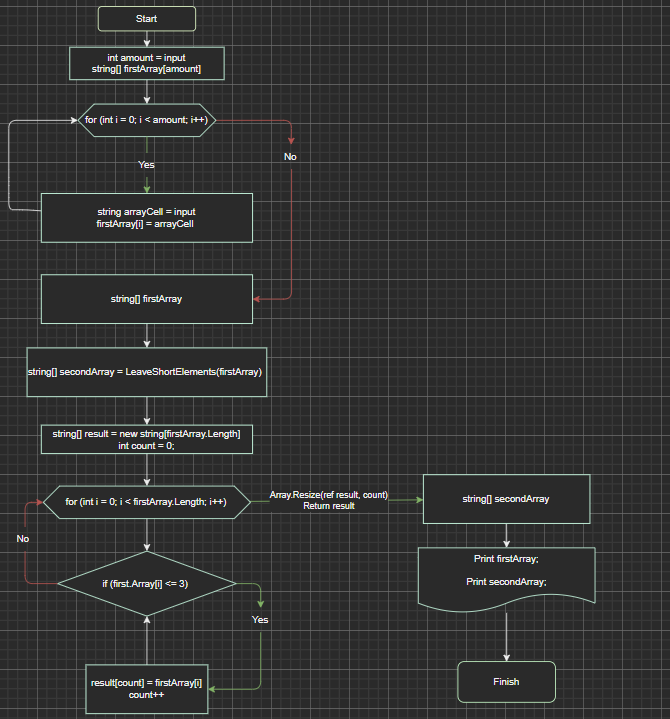 Start
int amount = input
string[] firstArray[amount]
for (int i = 0; i < amount; i++)
No
Yes
string arrayCell = input
firstArray[i] = arrayCell
string[] firstArray
string[] secondArray = LeaveShortElements(firstArray)
string[] result = new string[firstArray.Length]
int count = 0;
for (int i = 0; i < firstArray.Length; i++)
Array.Resize(ref result, count)
Return result
string[] secondArray
No
if (first.Array[i] <= 3)
Print firstArray;
Print secondArray;
Yes
result[count] = firstArray[i]
count++
Finish